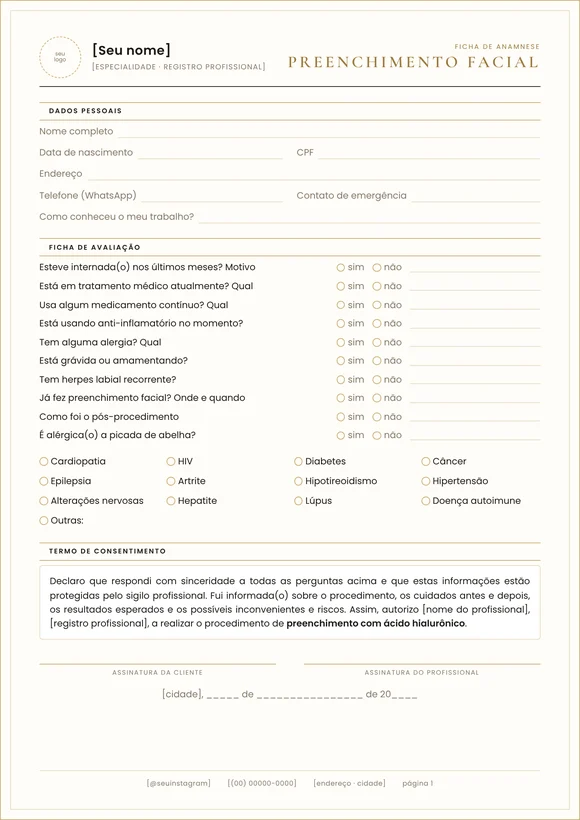 seu
logo
[Seu nome]
[ESPECIALIDADE · REGISTRO PROFISSIONAL]
FICHA DE ANAMNESE
PREENCHIMENTO FACIAL
DADOS PESSOAIS
Nome completo
Data de nascimento CPF
Endereço
Telefone (WhatsApp) Contato de emergência
Como conheceu o meu trabalho?
FICHA DE AVALIAÇÃO
Esteve internada(o) nos últimos meses? Motivo sim não
Está em tratamento médico atualmente? Qual sim não
Usa algum medicamento contínuo? Qual sim não
Está usando anti-inflamatório no momento? sim não
Tem alguma alergia? Qual sim não
Está grávida ou amamentando? sim não
Tem herpes labial recorrente? sim não
Já fez preenchimento facial? Onde e quando sim não
Como foi o pós-procedimento sim não
É alérgica(o) a picada de abelha? sim não
Cardiopatia HIV Diabetes Câncer
Epilepsia Artrite Hipotireoidismo Hipertensão
Alterações nervosas Hepatite Lúpus Doença autoimune
Outras:
TERMO DE CONSENTIMENTO
Declaro que respondi com sinceridade a todas as perguntas acima e que estas informações estão
protegidas pelo sigilo profissional. Fui informada(o) sobre o procedimento, os cuidados antes e depois,
os resultados esperados e os possíveis inconvenientes e riscos. Assim, autorizo [nome do profissional],
[registro profissional], a realizar o procedimento de preenchimento com ácido hialurônico.
ASSINATURA DA CLIENTE ASSINATURA DO PROFISSIONAL
[cidade], _____ de ________________ de 20____
[@seuinstagram] [(00) 00000-0000] [endereço · cidade] página 1